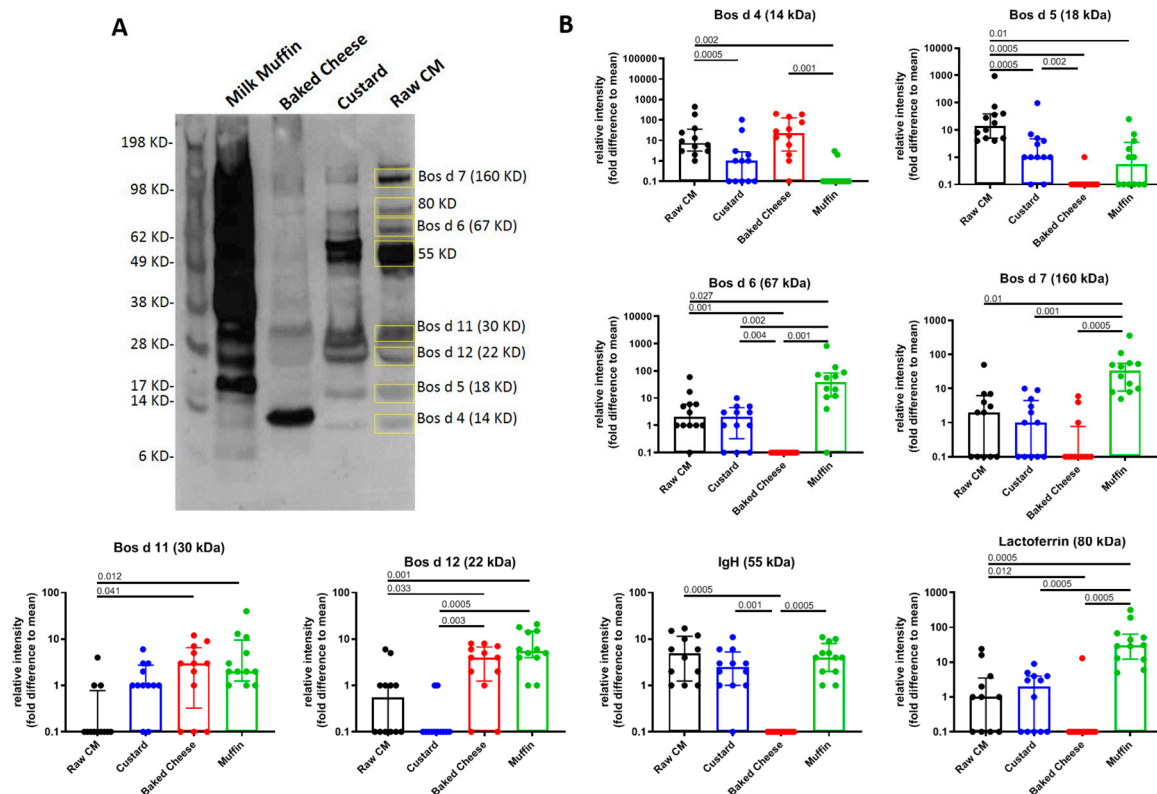 A
Milk Muffin
Baked Cheese
Custard
Raw CM
198 KD-
98 KD-
62 KD-
49 KD-
38 KD-
28 KD-
17 KD-
14 KD-
6 KD-
Bos d 7 (160 KD)
80 KD
Bos d 6 (67 KD)
55 KD
Bos d 11 (30 KD)
Bos d 12 (22 KD)
Bos d 5 (18 KD)
Bos d 4 (14 KD)
B
Bos d 4 (14 kDa)
0.002
0.0005
0.001
relative intensity
(fold difference to mean)
100000
10000
1000
100
10
1
0.1
Raw CM
Custard
Baked Cheese
Muffin
Bos d 5 (18 kDa)
0.01
0.0005
0.0005
0.002
relative intensity
(fold difference to mean)
10000
1000
100
10
1
0.1
Raw CM
Custard
Baked Cheese
Muffin
Bos d 6 (67 kDa)
0.027
0.001
0.002
0.004
0.001
relative intensity
(fold difference to mean)
10000
1000
100
10
1
0.1
Raw CM
Custard
Baked Cheese
Muffin
Bos d 7 (160 kDa)
0.01
0.001
0.0005
relative intensity
(fold difference to mean)
1000
100
10
1
0.1
Raw CM
Custard
Baked Cheese
Muffin
Bos d 11 (30 kDa)
0.012
0.041
relative intensity
(fold difference to mean)
100
10
1
0.1
Raw CM
Custard
Baked Cheese
Muffin
Bos d 12 (22 kDa)
0.001
0.033
0.0005
0.003
relative intensity
(fold difference to mean)
100
10
1
0.1
Raw CM
Custard
Baked Cheese
Muffin
IgH (55 kDa)
0.0005
0.001
0.0005
relative intensity
(fold difference to mean)
100
10
1
0.1
Raw CM
Custard
Baked Cheese
Muffin
Lactoferrin (80 kDa)
0.0005
0.012
0.0005
0.0005
relative intensity
(fold difference to mean)
1000
100
10
1
0.1
Raw CM
Custard
Baked Cheese
Muffin